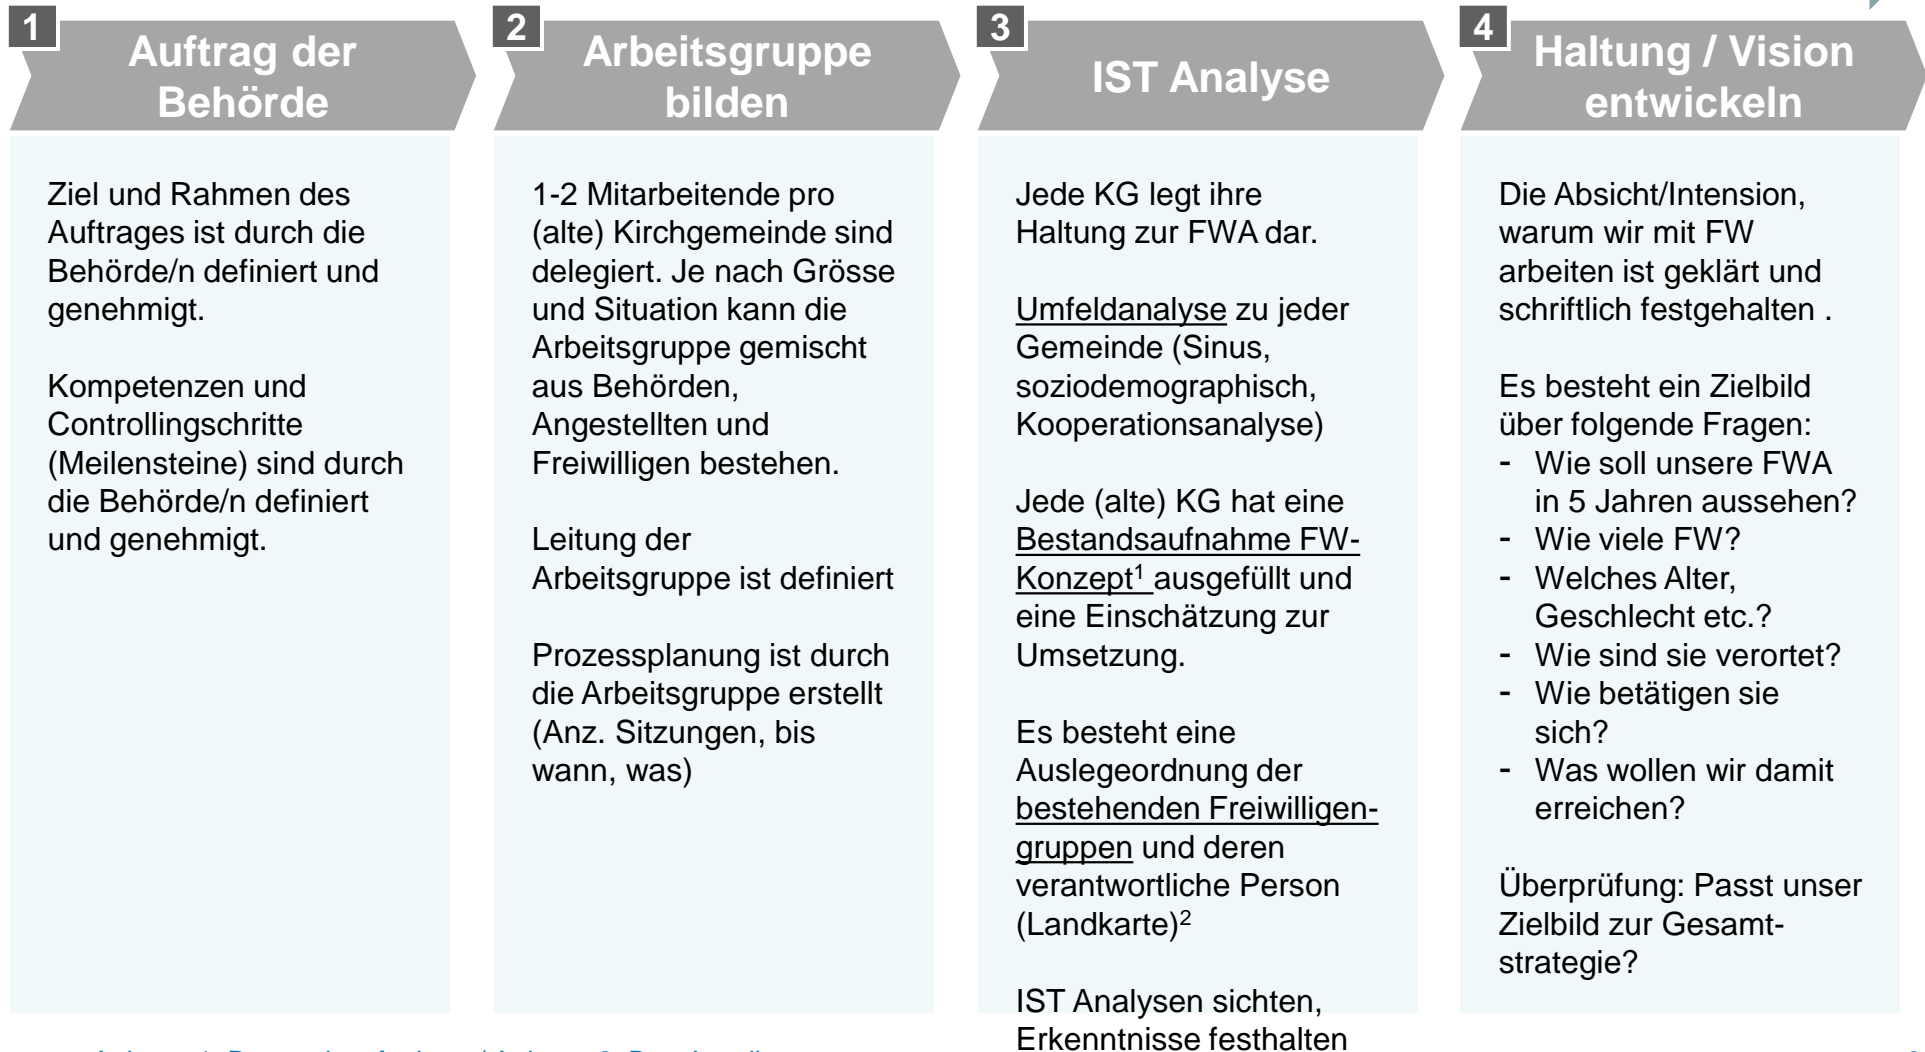 1
Auftrag der
Behörde
Ziel und Rahmen des
Auftrages ist durch die
Behörde/n definiert und
genehmigt.
Kompetenzen und
Controllingschritte
(Meilensteine) sind durch
die Behörde/n definiert
und genehmigt.
2
Arbeitsgruppe
bilden
1-2 Mitarbeitende pro
(alte) Kirchgemeinde sind
delegiert. Je nach Grösse
und Situation kann die
Arbeitsgruppe gemischt
aus Behörden,
Angestellten und
Freiwilligen bestehen.
Leitung der
Arbeitsgruppe ist definiert
Prozessplanung ist durch
die Arbeitsgruppe erstellt
(Anz. Sitzungen, bis
wann, was)
3
IST Analyse
Jede KG legt ihre
Haltung zur FWA dar.
Umfeldanalyse zu jeder
Gemeinde (Sinus,
soziodemographisch,
Kooperationsanalyse)
Jede (alte) KG hat eine
Bestandsaufnahme FW-
Konzept¹ ausgefüllt und
eine Einschätzung zur
Umsetzung.
Es besteht eine
Auslegeordnung der
bestehenden Freiwilligen-
gruppen und deren
verantwortliche Person
(Landkarte)²
IST Analysen sichten,
Erkenntnisse festhalten
4
Haltung / Vision
entwickeln
Die Absicht/Intension,
warum wir mit FW
arbeiten ist geklärt und
schriftlich festgehalten .
Es besteht ein Zielbild
über folgende Fragen:
- Wie soll unsere FWA
in 5 Jahren aussehen?
- Wie viele FW?
- Welches Alter,
Geschlecht etc.?
- Wie sind sie verortet?
- Wie betätigen sie
sich?
- Was wollen wir damit
erreichen?
Überprüfung: Passt unser
Zielbild zur Gesamt-
strategie?